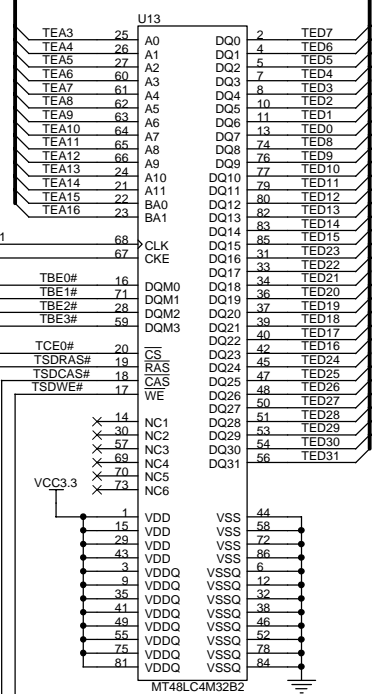 U13
TEA3 25 A0 DQ0 2 TED7
TEA4 26 A1 DQ1 4 TED6
TEA5 27 A2 DQ2 5 TED5
TEA6 60 A3 DQ3 7 TED4
TEA7 61 A4 DQ4 8 TED3
TEA8 62 A5 DQ5 10 TED2
TEA9 63 A6 DQ6 11 TED1
TEA10 64 A7 DQ7 13 TED0
TEA11 65 A8 DQ8 74 TED8
TEA12 66 A9 DQ9 76 TED9
TEA13 24 A10 DQ10 77 TED10
TEA14 21 A11 DQ11 79 TED11
TEA15 22 BA0 DQ12 80 TED12
TEA16 23 BA1 DQ13 82 TED13
DQ14 83 TED14
1 68 CLK DQ15 85 TED15
67 CKE DQ16 31 TED23
DQ17 33 TED22
TBE0# 16 DQM0 DQ18 34 TED21
TBE1# 71 DQM1 DQ19 36 TED20
TBE2# 28 DQM2 DQ20 37 TED19
TBE3# 59 DQM3 DQ21 39 TED18
DQ22 40 TED17
TCE0# 20 CS DQ23 42 TED16
TSDRAS# 19 RAS DQ24 45 TED24
TSDCAS# 18 CAS DQ25 47 TED25
TSDWE# 17 WE DQ26 48 TED26
DQ27 50 TED27
14 NC1 DQ28 51 TED28
30 NC2 DQ29 53 TED29
57 NC3 DQ30 54 TED30
69 NC4 DQ31 56 TED31
70 NC5
73 NC6
VCC3.3
1 VDD VSS 44
15 VDD VSS 58
29 VDD VSS 72
43 VDD VSS 86
3 VDDQ VSSQ 6
9 VDDQ VSSQ 12
35 VDDQ VSSQ 32
41 VDDQ VSSQ 38
49 VDDQ VSSQ 46
55 VDDQ VSSQ 52
75 VDDQ VSSQ 78
81 VDDQ VSSQ 84
MT48LC4M32B2